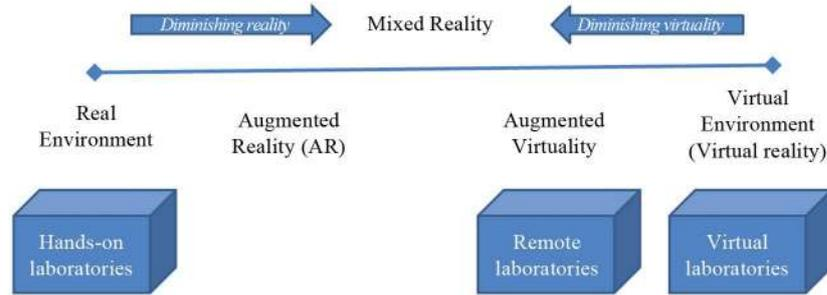 Diminishing reality
Mixed Reality
Diminishing virtuality
Real
Environment
Augmented
Reality (AR)
Augmented
Virtuality
Virtual
Environment
(Virtual reality)
Hands-on
laboratories
Remote
laboratories
Virtual
laboratories